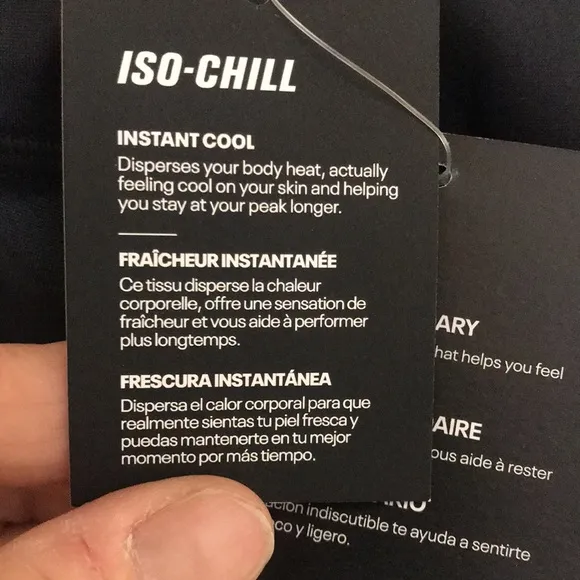 ISO-CHILL
INSTANT COOL
Disperses your body heat, actually
feeling cool on your skin and helping
you stay at your peak longer.
FRAÎCHEUR INSTANTANÉE
Ce tissu disperse la chaleur
corporelle, offre une sensation de
fraîcheur et vous aide à performer
plus longtemps.
FRESCURA INSTANTÁNEA
Dispersa el calor corporal para que
realmente sientas tu piel fresca y
puedas mantenerte en tu mejor
momento por más tiempo.
ARY
hat helps you feel
DAIRE
ous aide à rester
ARIO
ación indiscutible te ayuda a sentirte
co y ligero.